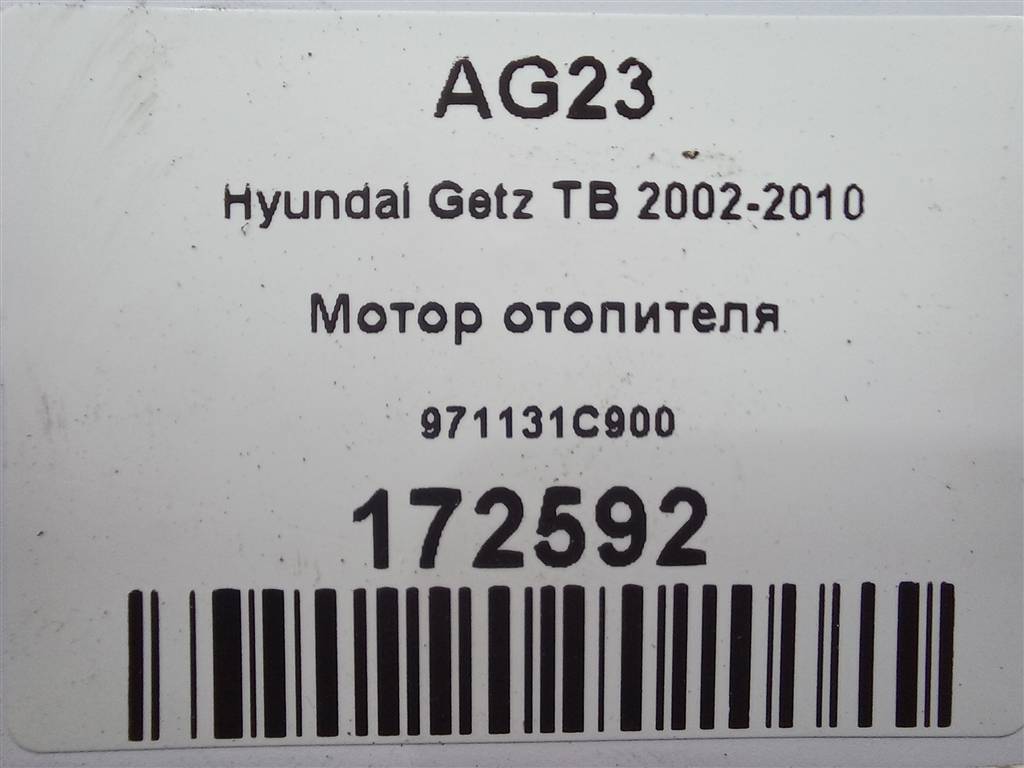 AG23
Hyundai Getz TB 2002-2010
Мотор отопителя
971131C900
172592